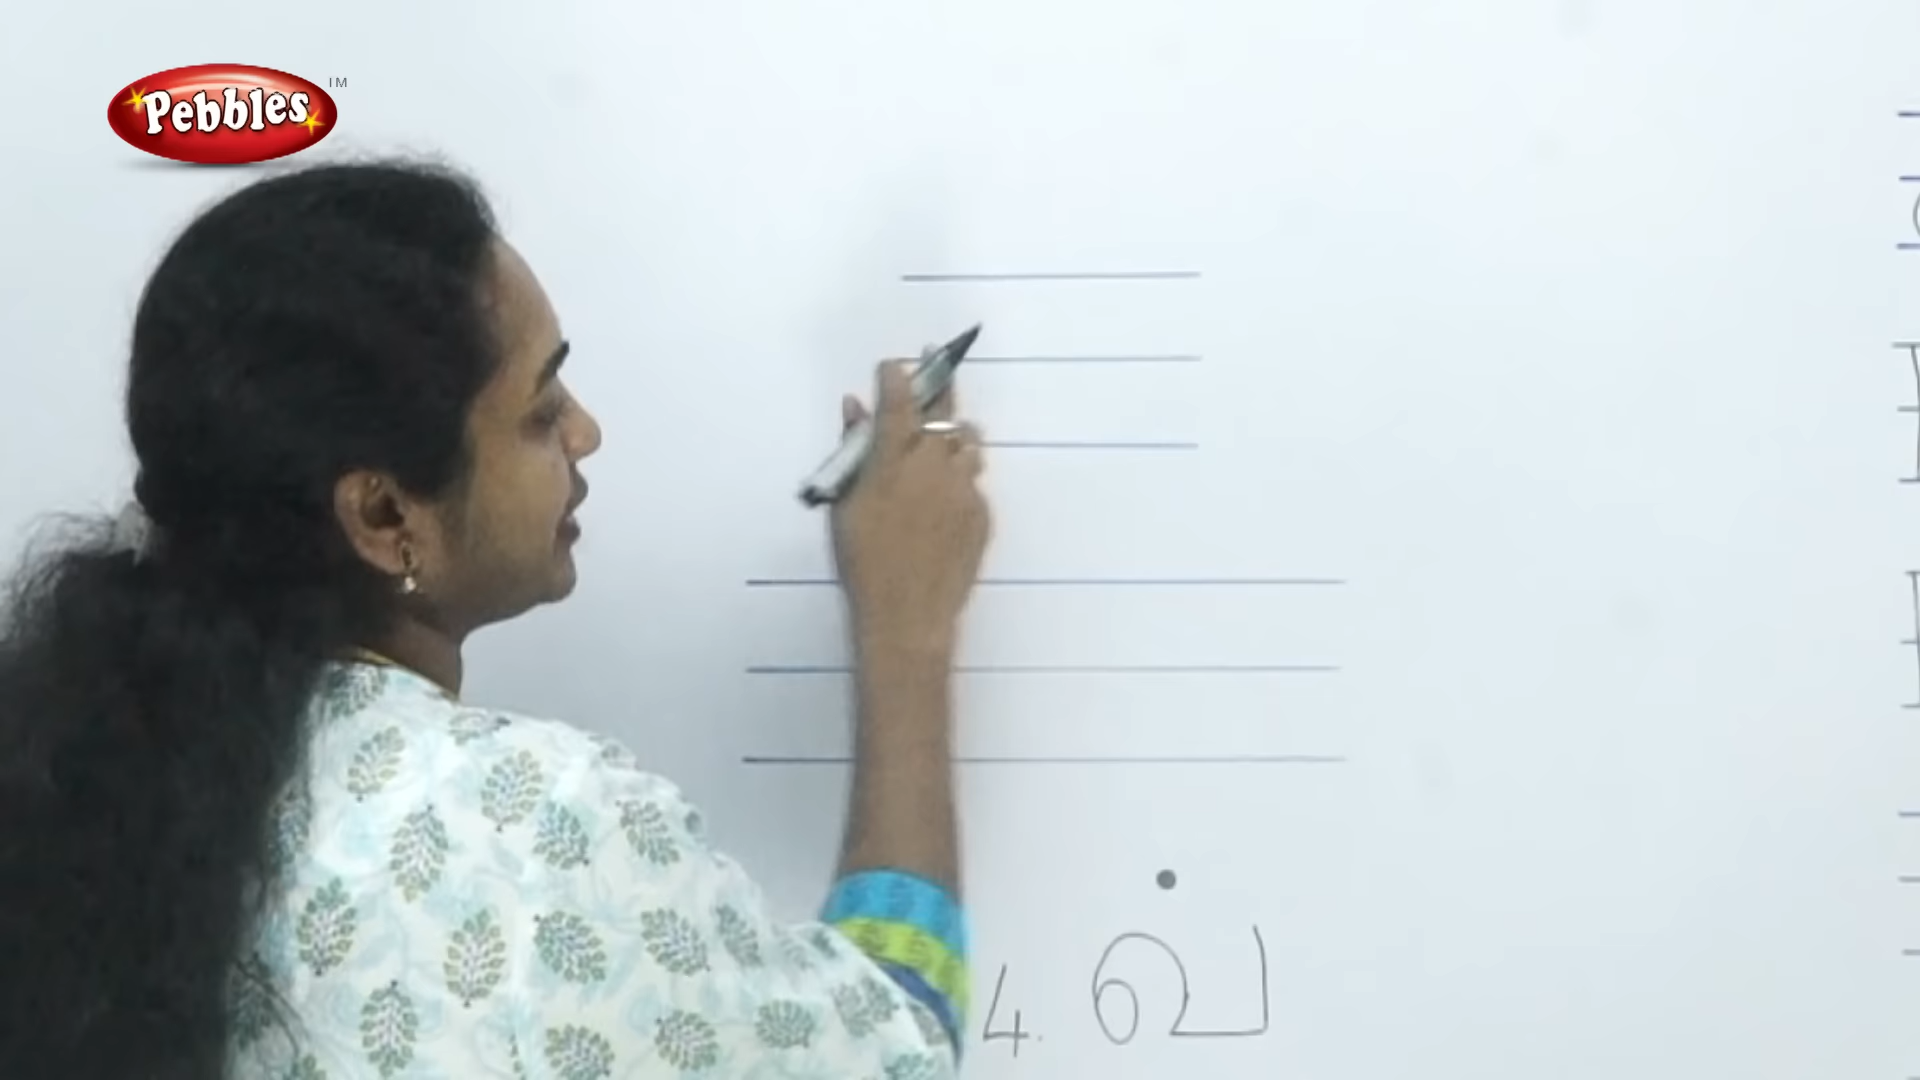 Pebbles TM
4. வ்